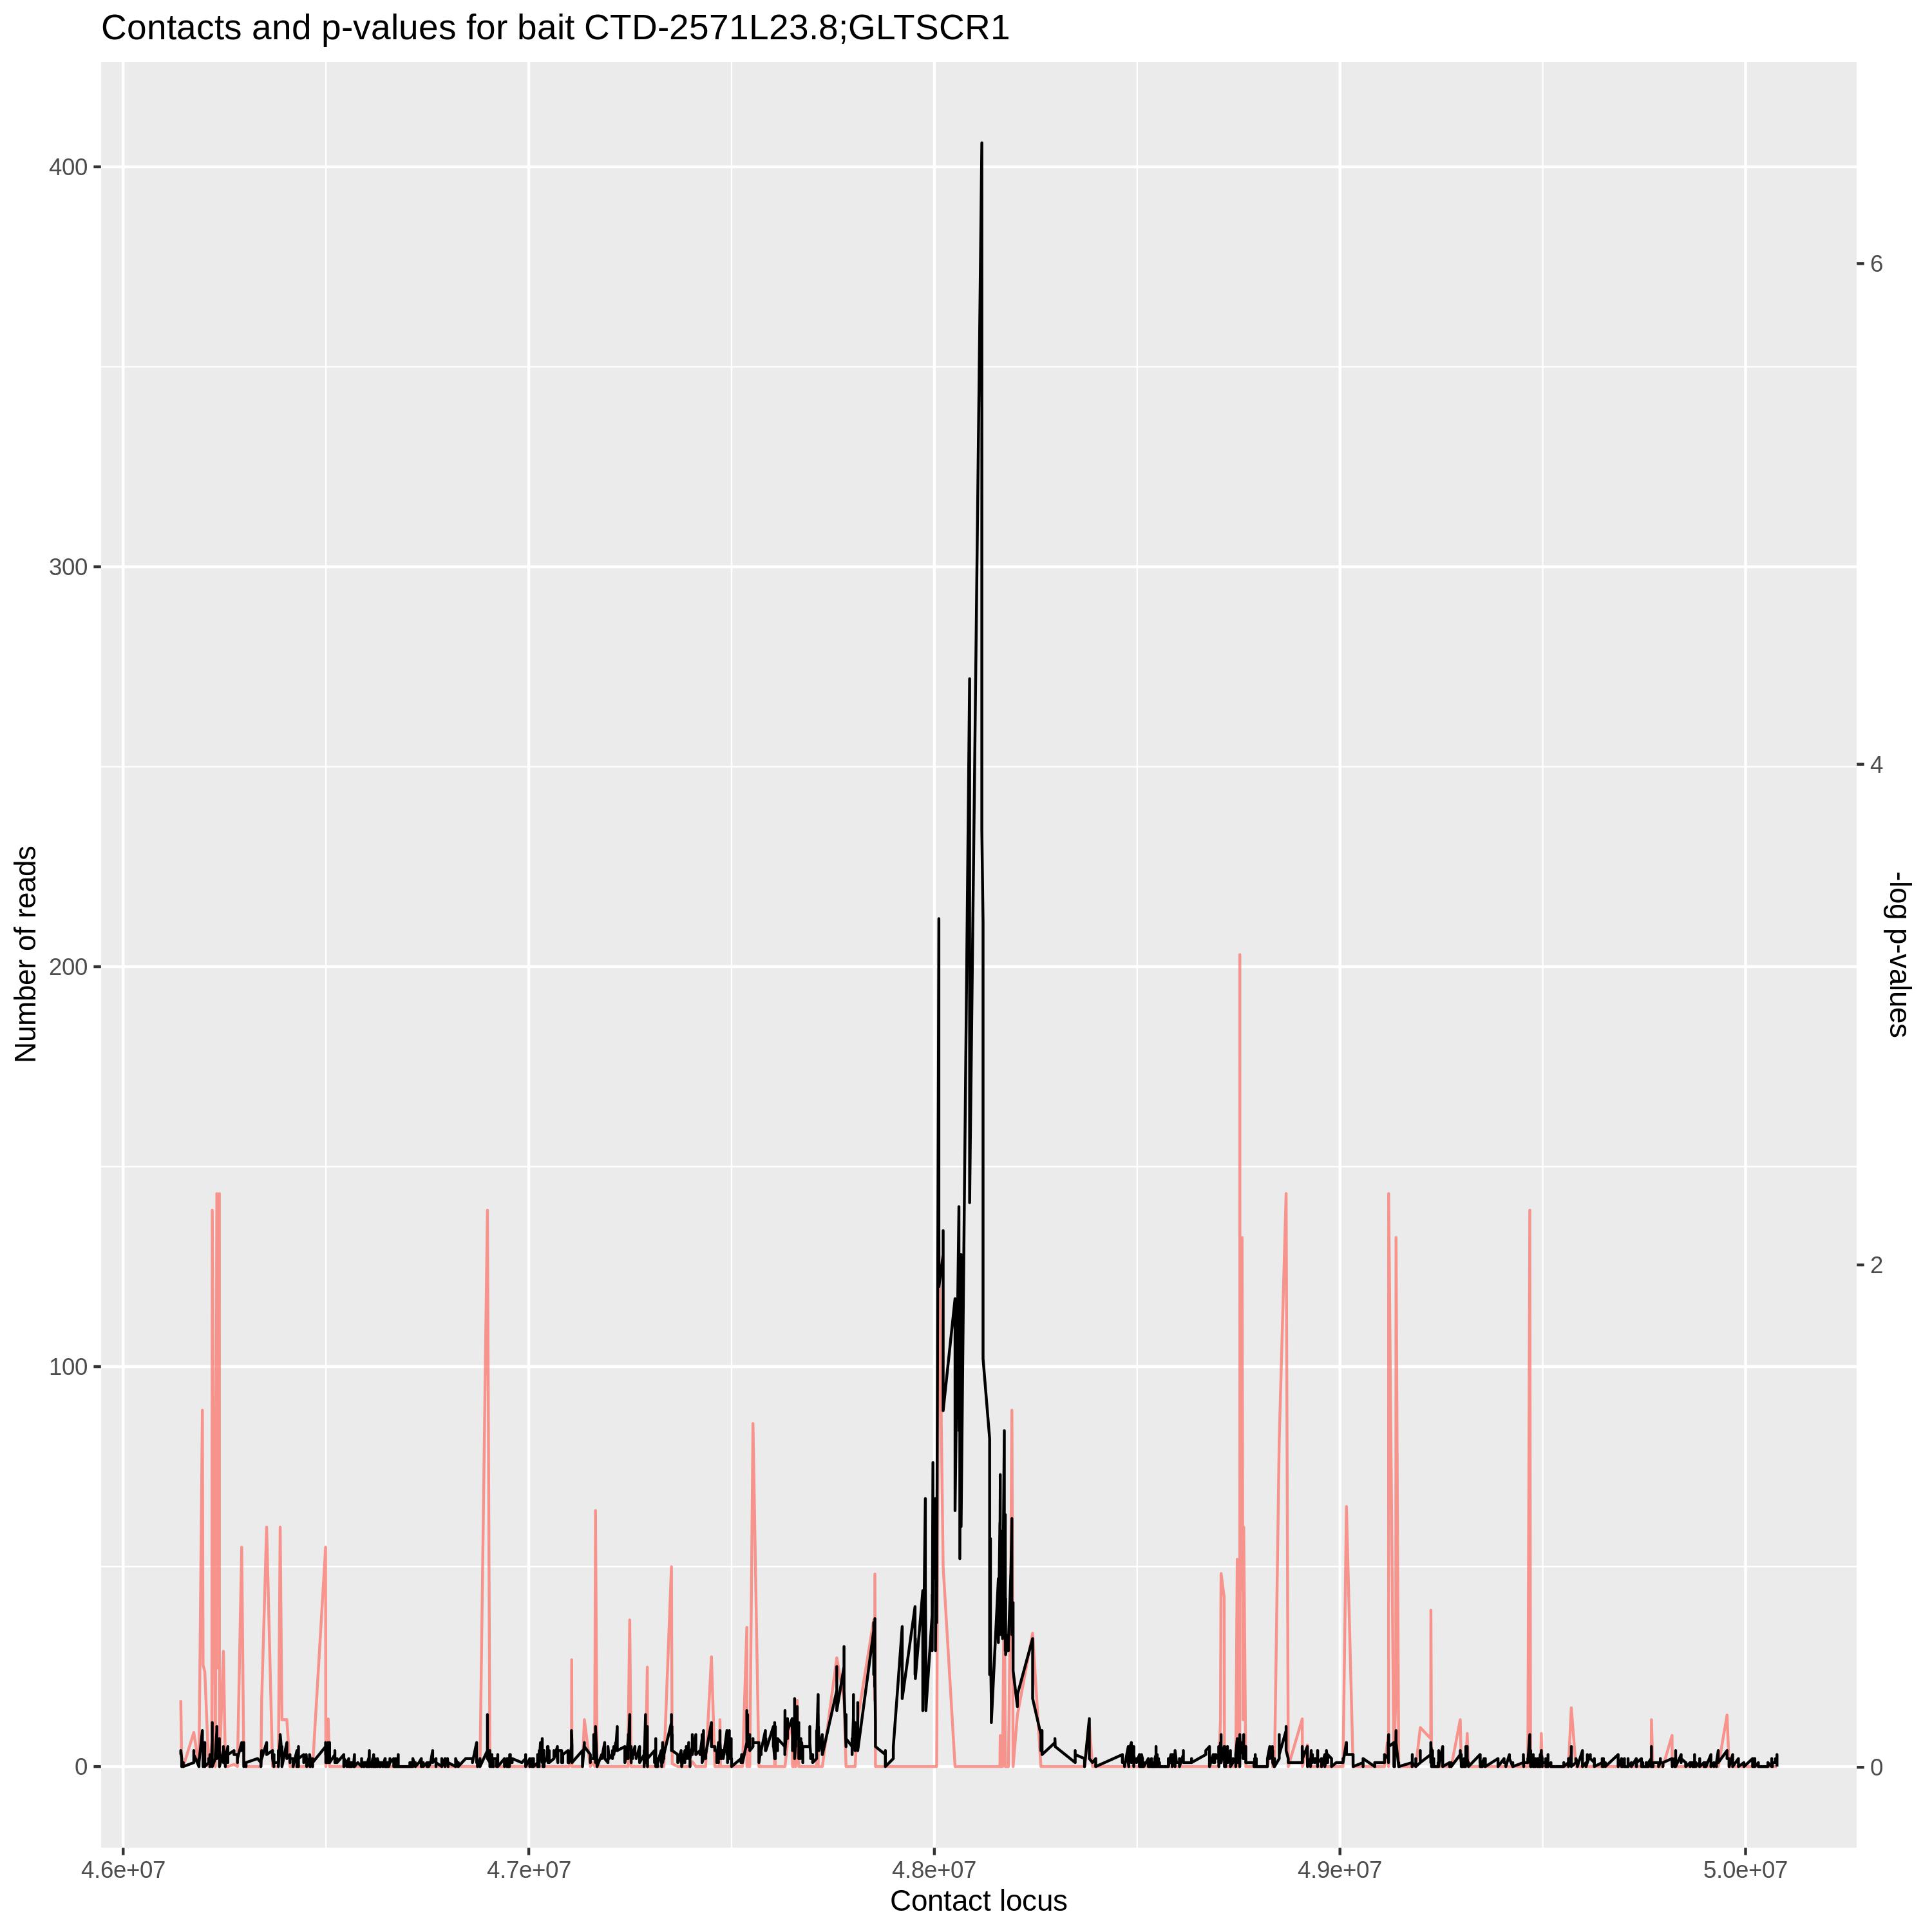 Contacts and p-values for bait CTD-2571L23.8;GLTSCR1
400
300
200
100
0
Number of reads
6
4
2
0
-log p-values
4.6e+07 4.7e+07 4.8e+07 4.9e+07 5.0e+07
Contact locus